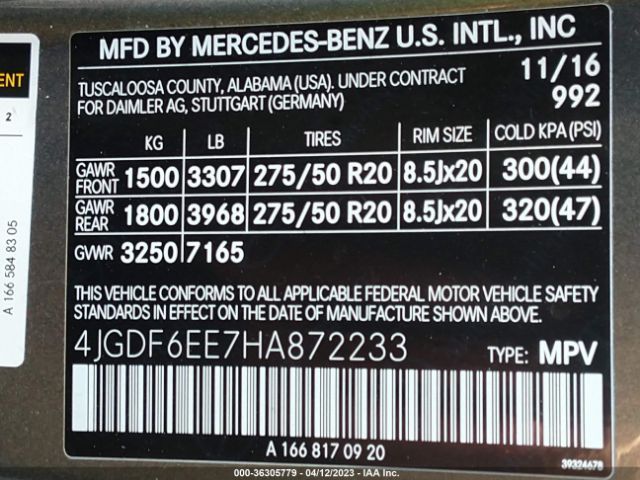 MFD BY MERCEDES-BENZ U.S. INTL., INC
TUSCALOOSA COUNTY, ALABAMA (USA). UNDER CONTRACT
FOR DAIMLER AG, STUTTGART (GERMANY)
11/16
992
KG LB TIRES RIM SIZE COLD KPA (PSI)
GAWR FRONT 1500 3307 275/50 R20 8.5Jx20 300(44)
GAWR REAR 1800 3968 275/50 R20 8.5Jx20 320(47)
GVWR 3250 7165
THIS VEHICLE CONFORMS TO ALL APPLICABLE FEDERAL MOTOR VEHICLE SAFETY
STANDARDS IN EFFECT ON THE DATE OF MANUFACTURE SHOWN ABOVE.
4JGDF6EE7HA872233 TYPE: MPV
A 166 817 09 20
39324678
2
A 166 584 83 05
000-36305779 - 04/12/2023 - IAA Inc.